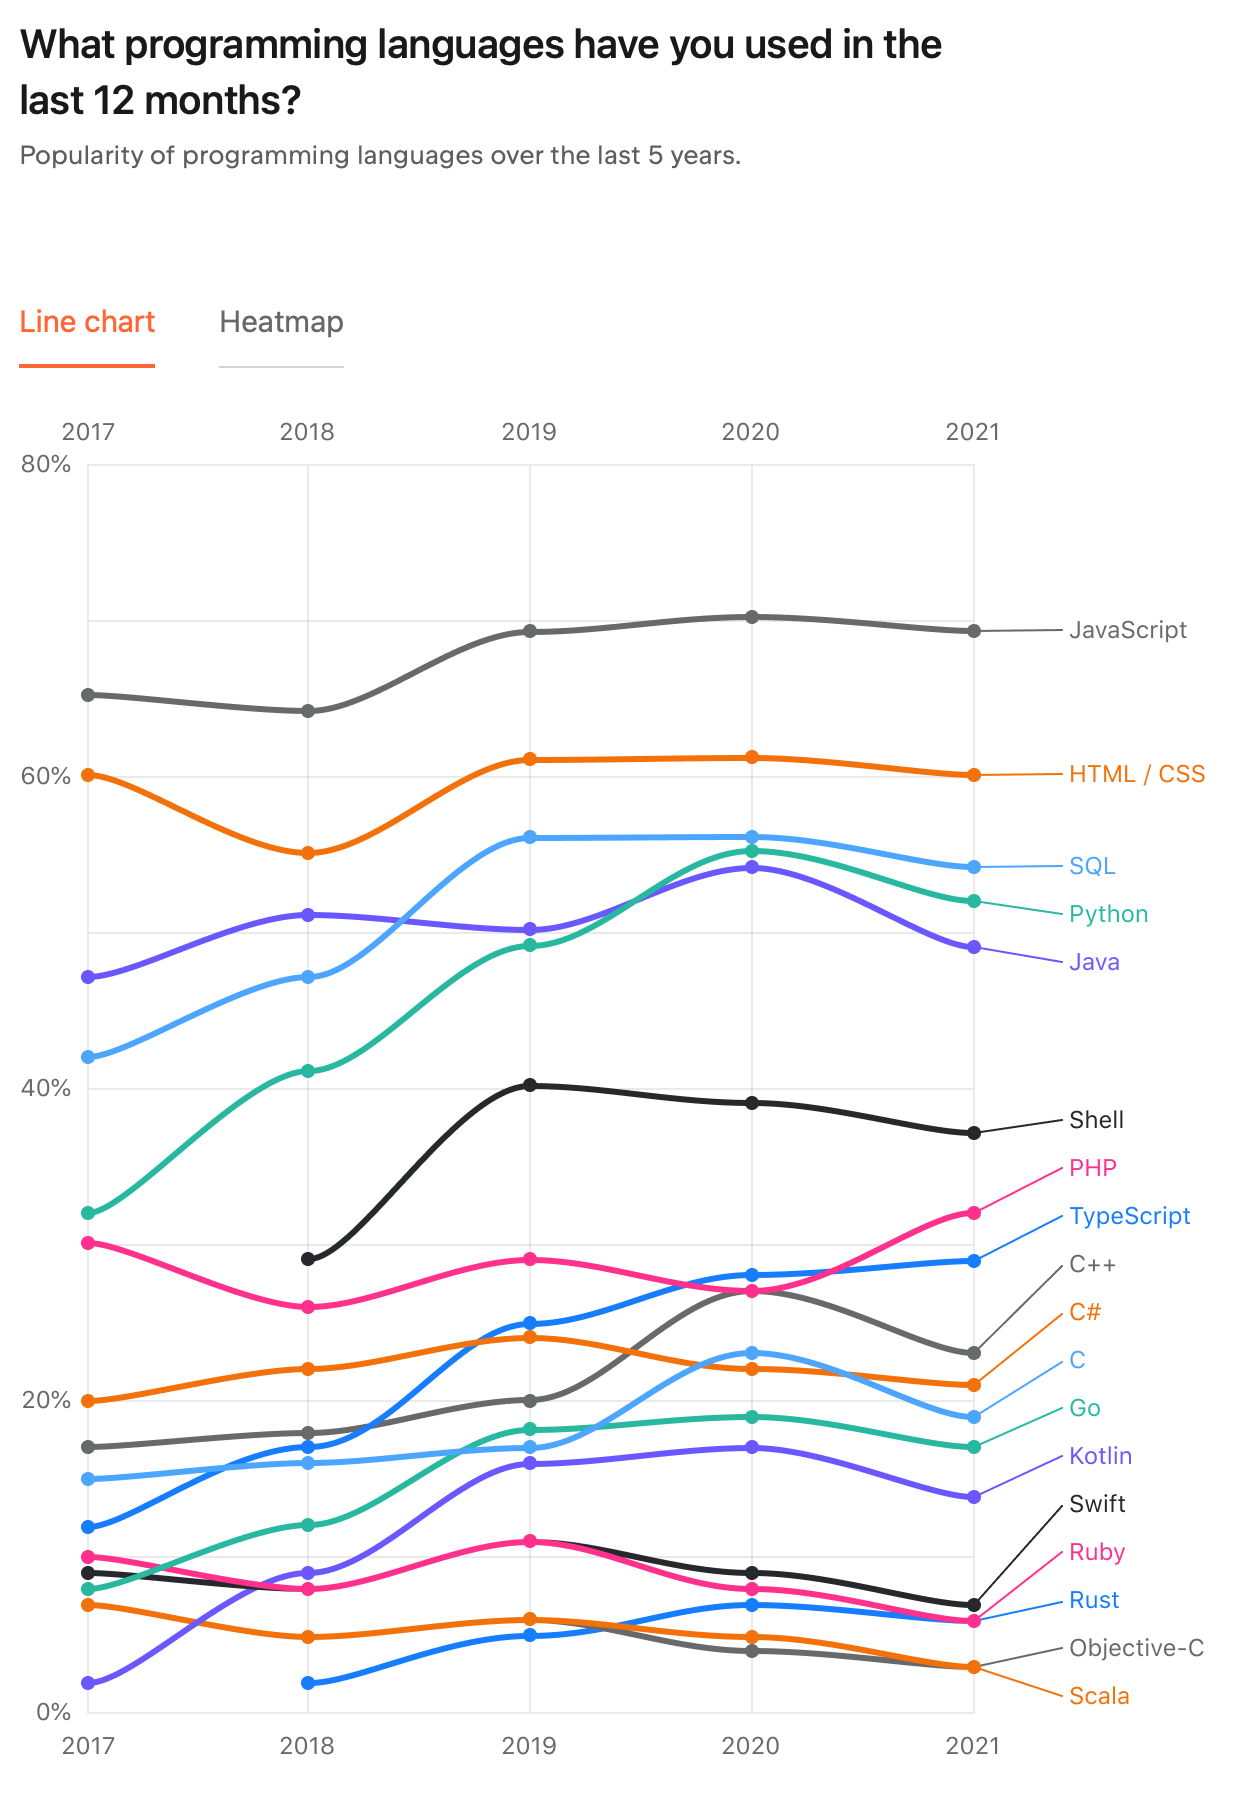 What programming languages have you used in the
last 12 months?
Popularity of programming languages over the last 5 years.
Line chart Heatmap
2017 2018 2019 2020 2021
80%
JavaScript
60%
HTML / CSS
SQL
Python
Java
40%
Shell
PHP
TypeScript
C++
C#
C
20%
Go
Kotlin
Swift
Ruby
Rust
Objective-C
Scala
0%
2017 2018 2019 2020 2021